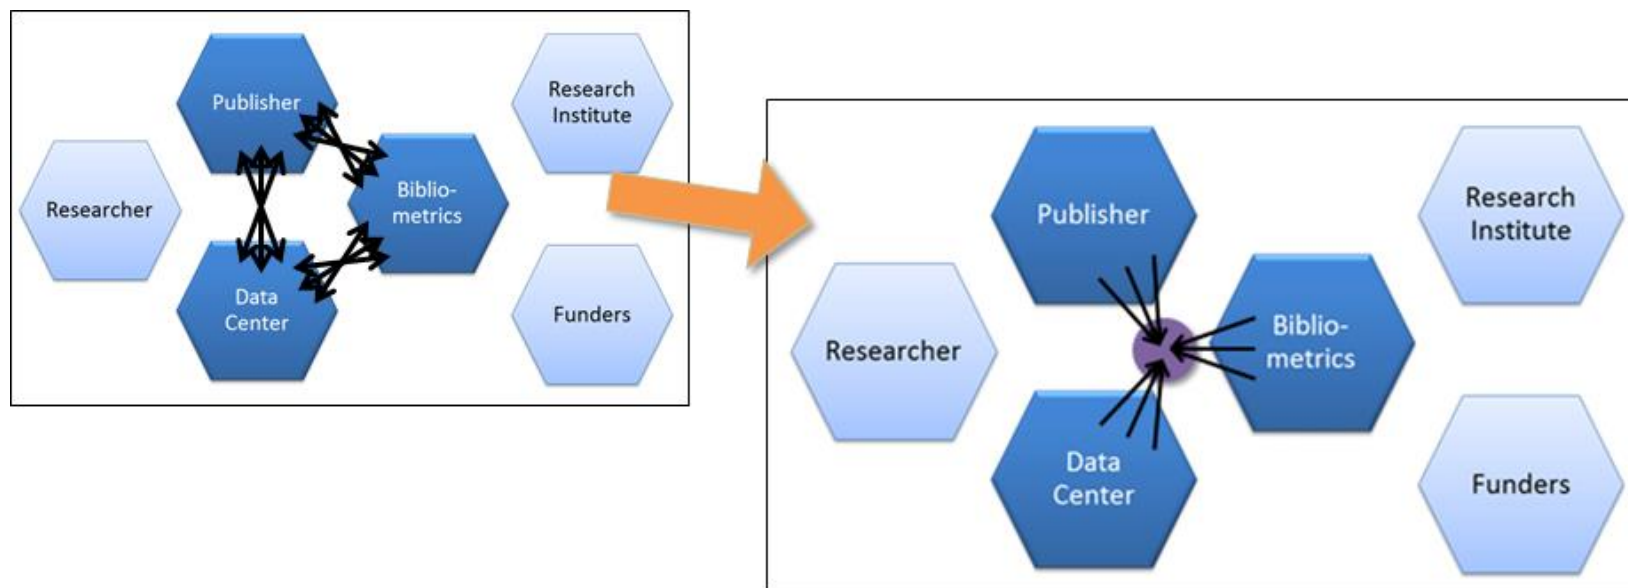 Publisher
Research
Institute
Researcher
Biblio-
metrics
Data
Center
Funders
Publisher
Research
Institute
Researcher
Biblio-
metrics
Data
Center
Funders